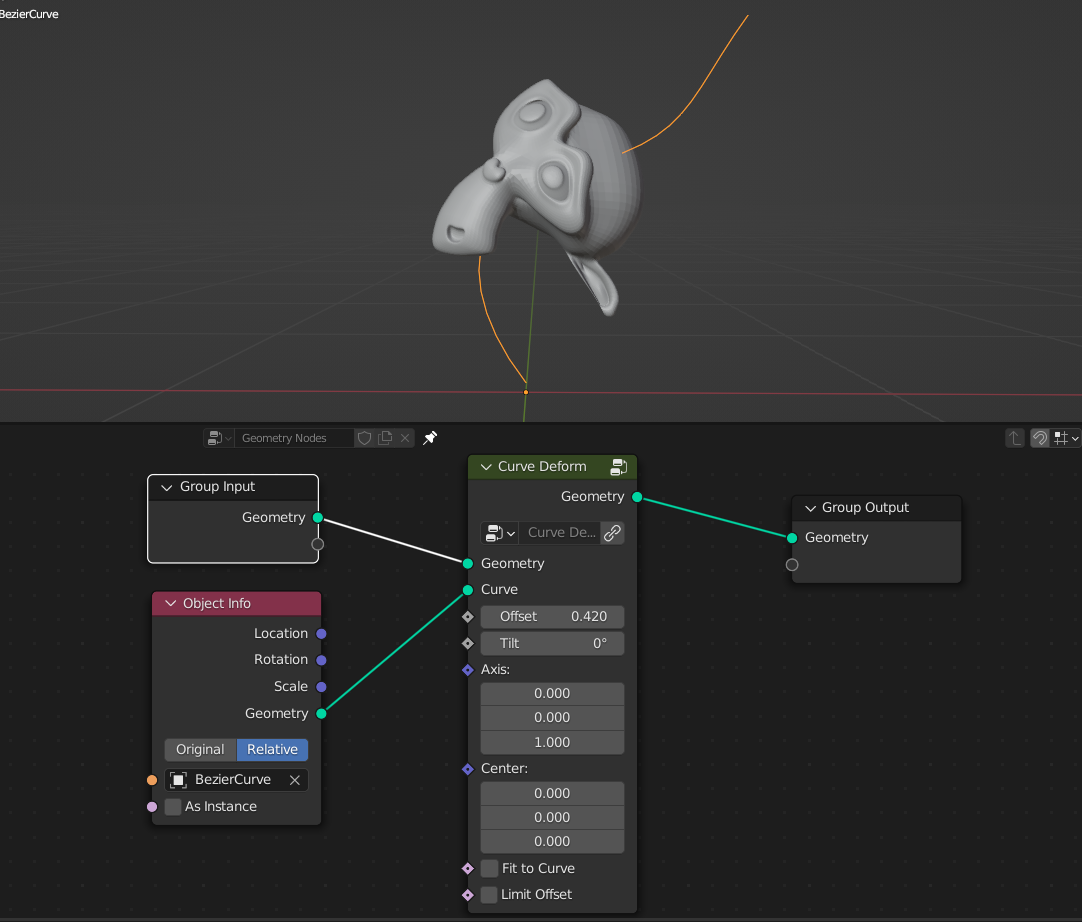 BezierCurve
Geometry Nodes
Group Input
Geometry
Object Info
Location
Rotation
Scale
Geometry
Original Relative
BezierCurve
As Instance
Curve Deform
Geometry
Curve De...
Geometry
Curve
Offset 0.420
Tilt 0°
Axis:
0.000
0.000
1.000
Center:
0.000
0.000
0.000
Fit to Curve
Limit Offset
Group Output
Geometry